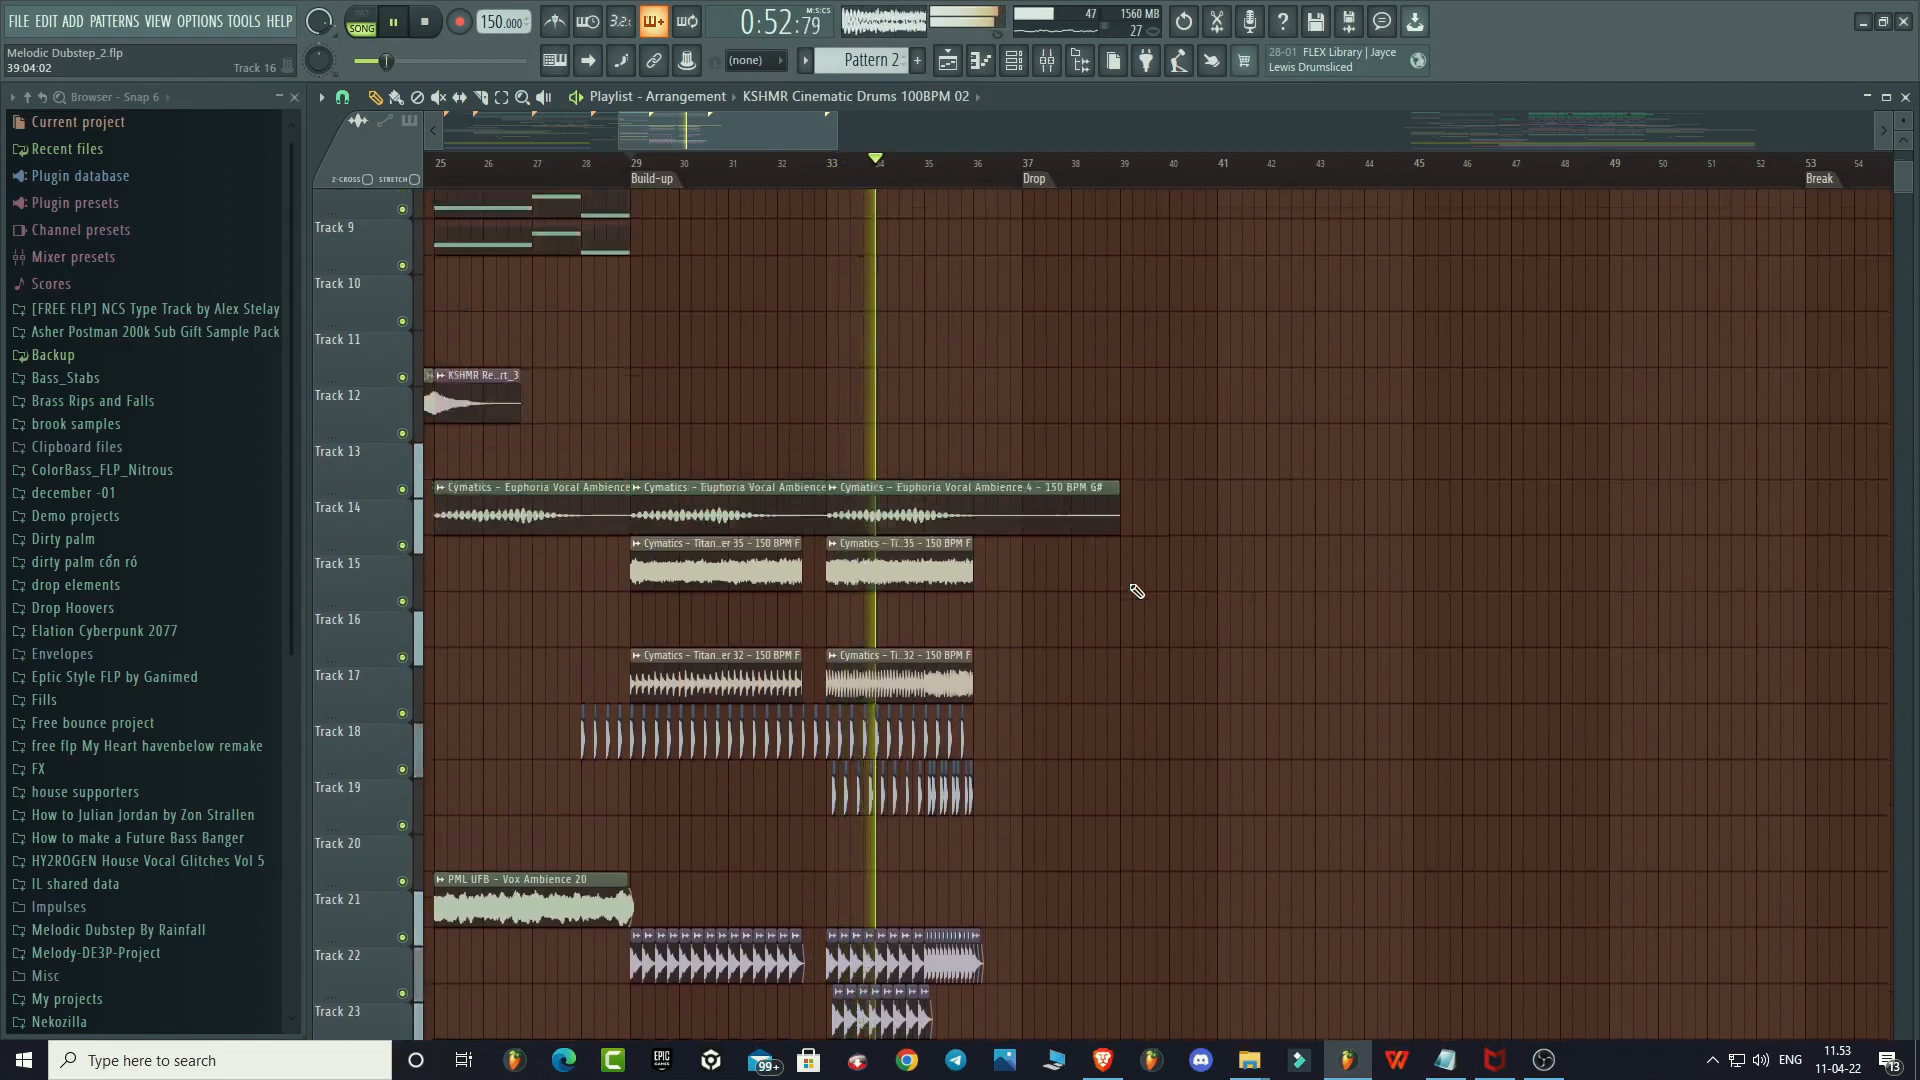 FILE EDIT ADD PATTERNS VIEW OPTIONS TOOLS HELP
Melodic Dubstep_2.flp
39:04:02
Track 16
PAT
SONG
150.000
3.2.
0:52:79
M:S:CS
47
1560 MB
27
(none)
Pattern 2
28-01 FLEX Library | Jayce
Lewis Drumsliced
Browser - Snap 6
Playlist - Arrangement
KSHMR Cinematic Drums 100BPM 02
Current project
Recent files
Plugin database
Plugin presets
Channel presets
Mixer presets
Scores
[FREE FLP] NCS Type Track by Alex Stelay
Asher Postman 200k Sub Gift Sample Pack
Backup
Bass_Stabs
Brass Rips and Falls
brook samples
Clipboard files
ColorBass_FLP_Nitrous
december -01
Demo projects
Dirty palm
dirty palm cổn ró
drop elements
Drop Hoovers
Elation Cyberpunk 2077
Envelopes
Eptic Style FLP by Ganimed
Fills
Free bounce project
free flp My Heart havenbelow remake
FX
house supporters
How to Julian Jordan by Zon Strallen
How to make a Future Bass Banger
HY2ROGEN House Vocal Glitches Vol 5
IL shared data
Impulses
Melodic Dubstep By Rainfall
Melody-DE3P-Project
Misc
My projects
Nekozilla
Z-CROSS
STRETCH
25 26 27 28 29 30 31 32 33 34 35 36 37 38 39 40 41 42 43 44 45 46 47 48 49 50 51 52 53 54
Build-up
Drop
Break
Track 9
Track 10
Track 11
KSHMR Re..rt_3
Track 12
Track 13
Cymatics - Euphoria Vocal Ambience
Cymatics - Euphoria Vocal Ambience
Cymatics - Euphoria Vocal Ambience 4 - 150 BPM G#
Track 14
Cymatics - Titan...er 35 - 150 BPM F
Cymatics - Ti..35 - 150 BPM F
Track 15
Track 16
Cymatics - Titan...er 32 - 150 BPM F
Cymatics - Ti..32 - 150 BPM F
Track 17
Track 18
Track 19
Track 20
PML UFB - Vox Ambience 20
Track 21
Track 22
Track 23
Type here to search
EPIC
GAMES
99+
ENG
11.53
11-04-22
13